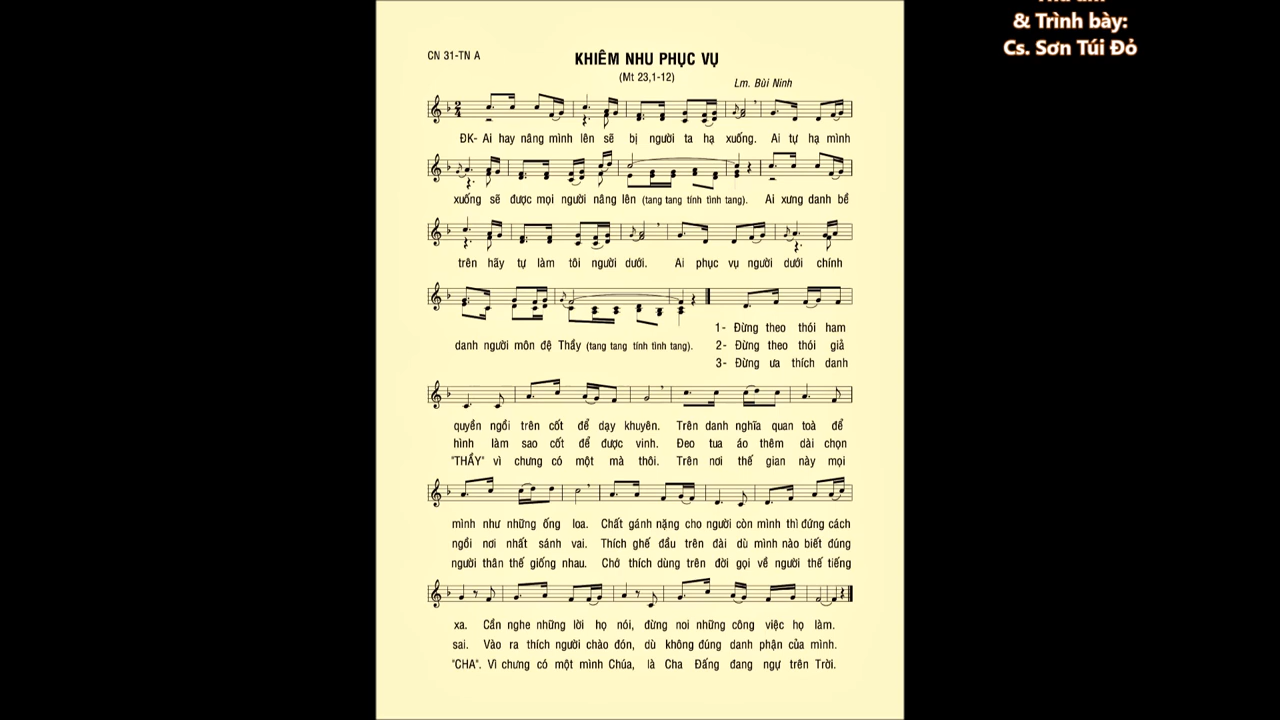 & Trình bày:
Cs. Sơn Túi Đỏ
CN 31-TN A
KHIÊM NHU PHỤC VỤ
(Mt 23,1-12)
Lm. Bùi Ninh
ĐK- Ai hay nâng mình lên sẽ bị người ta hạ xuống. Ai tự hạ mình
xuống sẽ được mọi người nâng lên (tang tang tính tình tang). Ai xưng danh bề
trên hãy tự làm tôi người dưới. Ai phục vụ người dưới chính
danh người môn đệ Thầy (tang tang tính tình tang).
1- Đừng theo thói ham
2- Đừng theo thói giả
3- Đừng ưa thích danh
quyền ngồi trên cốt để dạy khuyên. Trên danh nghĩa quan toà để
hình làm sao cốt để được vinh. Đeo tua áo thêm dài chọn
"THẦY" vì chưng có một mà thôi. Trên nơi thế gian này mọi
mình như những ống loa. Chất gánh nặng cho người còn mình thì đứng cách
ngồi nơi nhất sánh vai. Thích ghế đầu trên đài dù mình nào biết đúng
người thân thế giống nhau. Chớ thích dùng trên đời gọi về người thế tiếng
xa. Cần nghe những lời họ nói, đừng noi những công việc họ làm.
sai. Vào ra thích người chào đón, dù không đúng danh phận của mình.
"CHA". Vì chưng có một mình Chúa, là Cha Đấng đang ngự trên Trời.